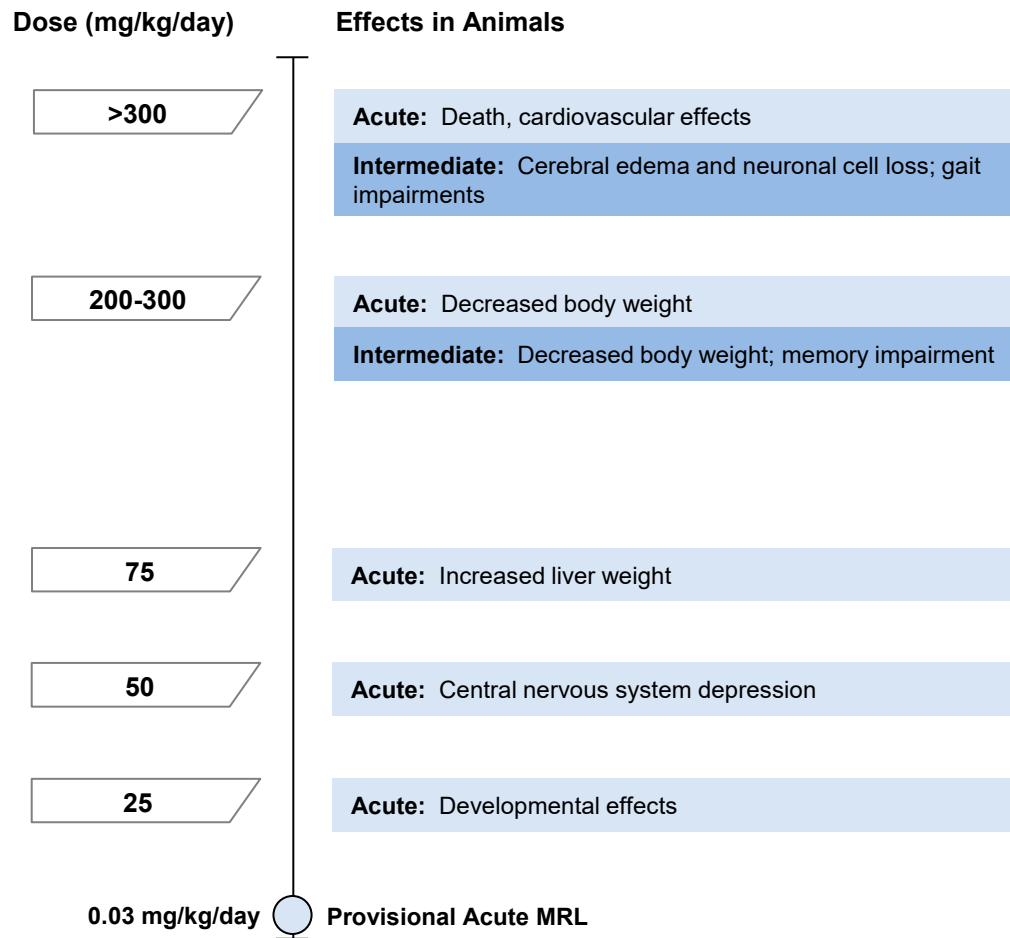 Dose (mg/kg/day) Effects in Animals
>300
Acute: Death, cardiovascular effects
Intermediate: Cerebral edema and neuronal cell loss; gait
impairments
200-300
Acute: Decreased body weight
Intermediate: Decreased body weight; memory impairment
75
Acute: Increased liver weight
50
Acute: Central nervous system depression
25
Acute: Developmental effects
0.03 mg/kg/day Provisional Acute MRL